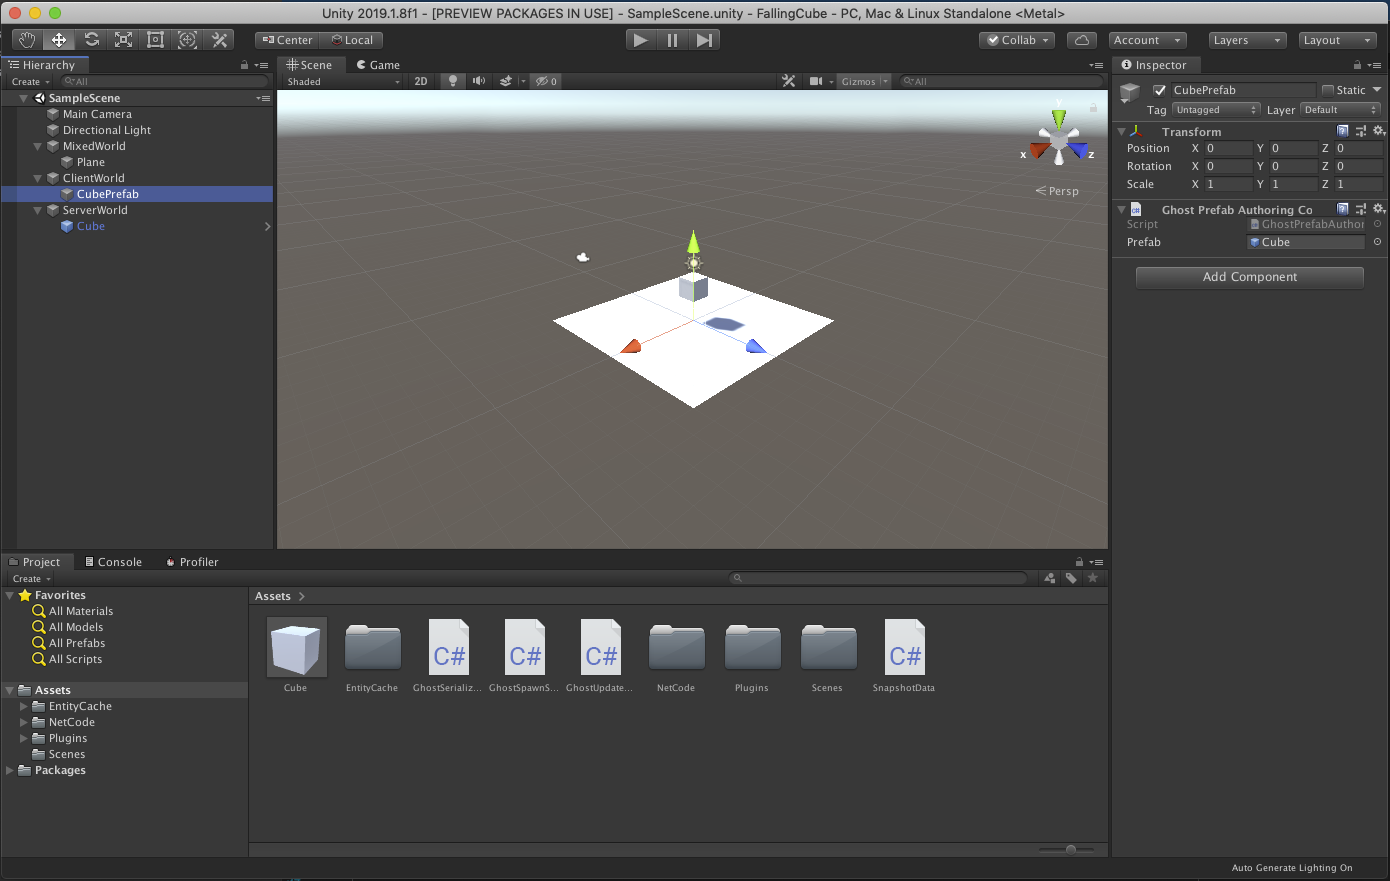 Unity 2019.1.8f1 - [PREVIEW PACKAGES IN USE] - SampleScene.unity - FallingCube - PC, Mac & Linux Standalone <Metal>
Center Local Collab Account Layers Layout
Hierarchy
Create All
SampleScene
Main Camera
Directional Light
MixedWorld
Plane
ClientWorld
CubePrefab
ServerWorld
Cube
Scene Game
Shaded 2D 0 Gizmos All
y
x z
Persp
Inspector
CubePrefab Static
Tag Untagged Layer Default
Transform
Position X 0 Y 0 Z 0
Rotation X 0 Y 0 Z 0
Scale X 1 Y 1 Z 1
C# Ghost Prefab Authoring Co
Script GhostPrefabAuthor
Prefab Cube
Add Component
Project Console Profiler
Create
Favorites
All Materials
All Models
All Prefabs
All Scripts
Assets
EntityCache
NetCode
Plugins
Scenes
Packages
Assets
C# C# C# C#
Cube EntityCache GhostSerializ... GhostSpawnS... GhostUpdate... NetCode Plugins Scenes SnapshotData
Auto Generate Lighting On